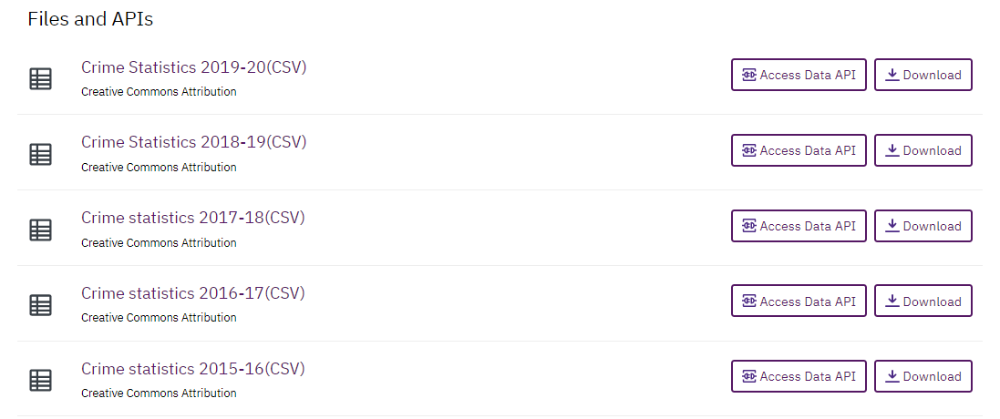 Files and APIs
Crime Statistics 2019-20(CSV)
Creative Commons Attribution
Access Data API
Download
Crime Statistics 2018-19(CSV)
Creative Commons Attribution
Access Data API
Download
Crime statistics 2017-18(CSV)
Creative Commons Attribution
Access Data API
Download
Crime statistics 2016-17(CSV)
Creative Commons Attribution
Access Data API
Download
Crime statistics 2015-16(CSV)
Creative Commons Attribution
Access Data API
Download